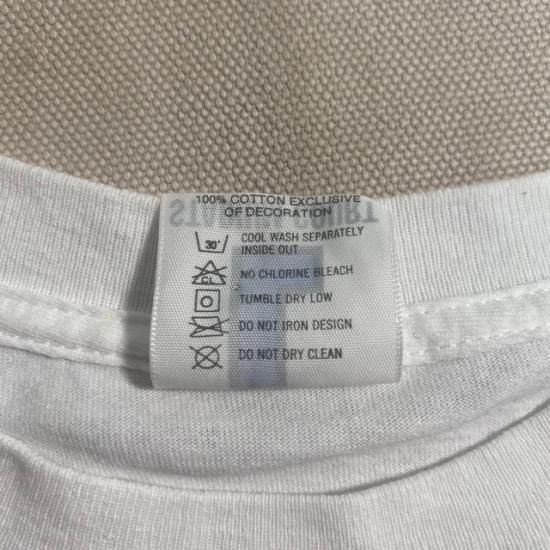 100% COTTON EXCLUSIVE
OF DECORATION
30°
COOL WASH SEPARATELY
INSIDE OUT
CL
NO CHLORINE BLEACH
TUMBLE DRY LOW
DO NOT IRON DESIGN
DO NOT DRY CLEAN